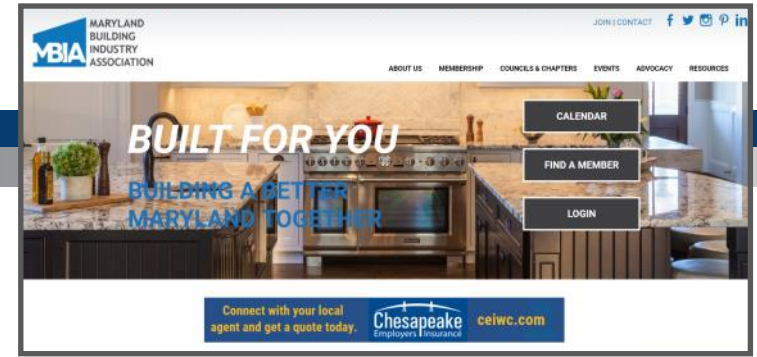 MARYLAND
BUILDING
INDUSTRY
ASSOCIATION
MBIA
JOIN | CONTACT
ABOUT US MEMBERSHIP COUNCILS & CHAPTERS EVENTS ADVOCACY RESOURCES
BUILT FOR YOU
BUILDING A BETTER
MARYLAND TOGETHER
CALENDAR
FIND A MEMBER
LOGIN
Connect with your local
agent and get a quote today.
Chesapeake
Employers Insurance
ceiwc.com